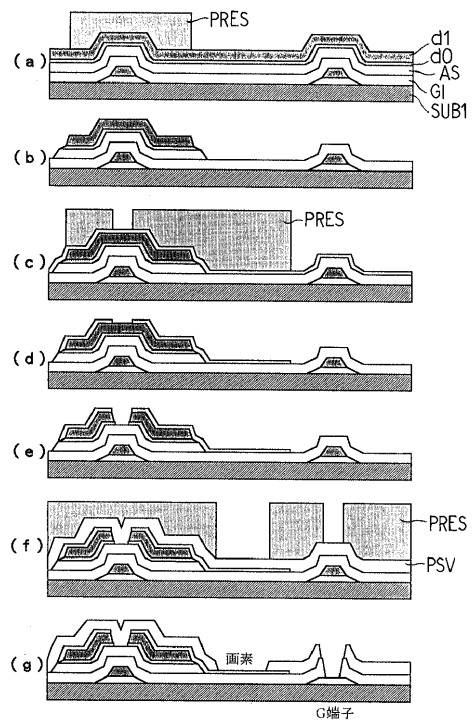 PRES
(a)
d1
d0
AS
GI
SUB1
(b)
PRES
(c)
(d)
(e)
(f)
PRES
PSV
(g)
画素
G端子